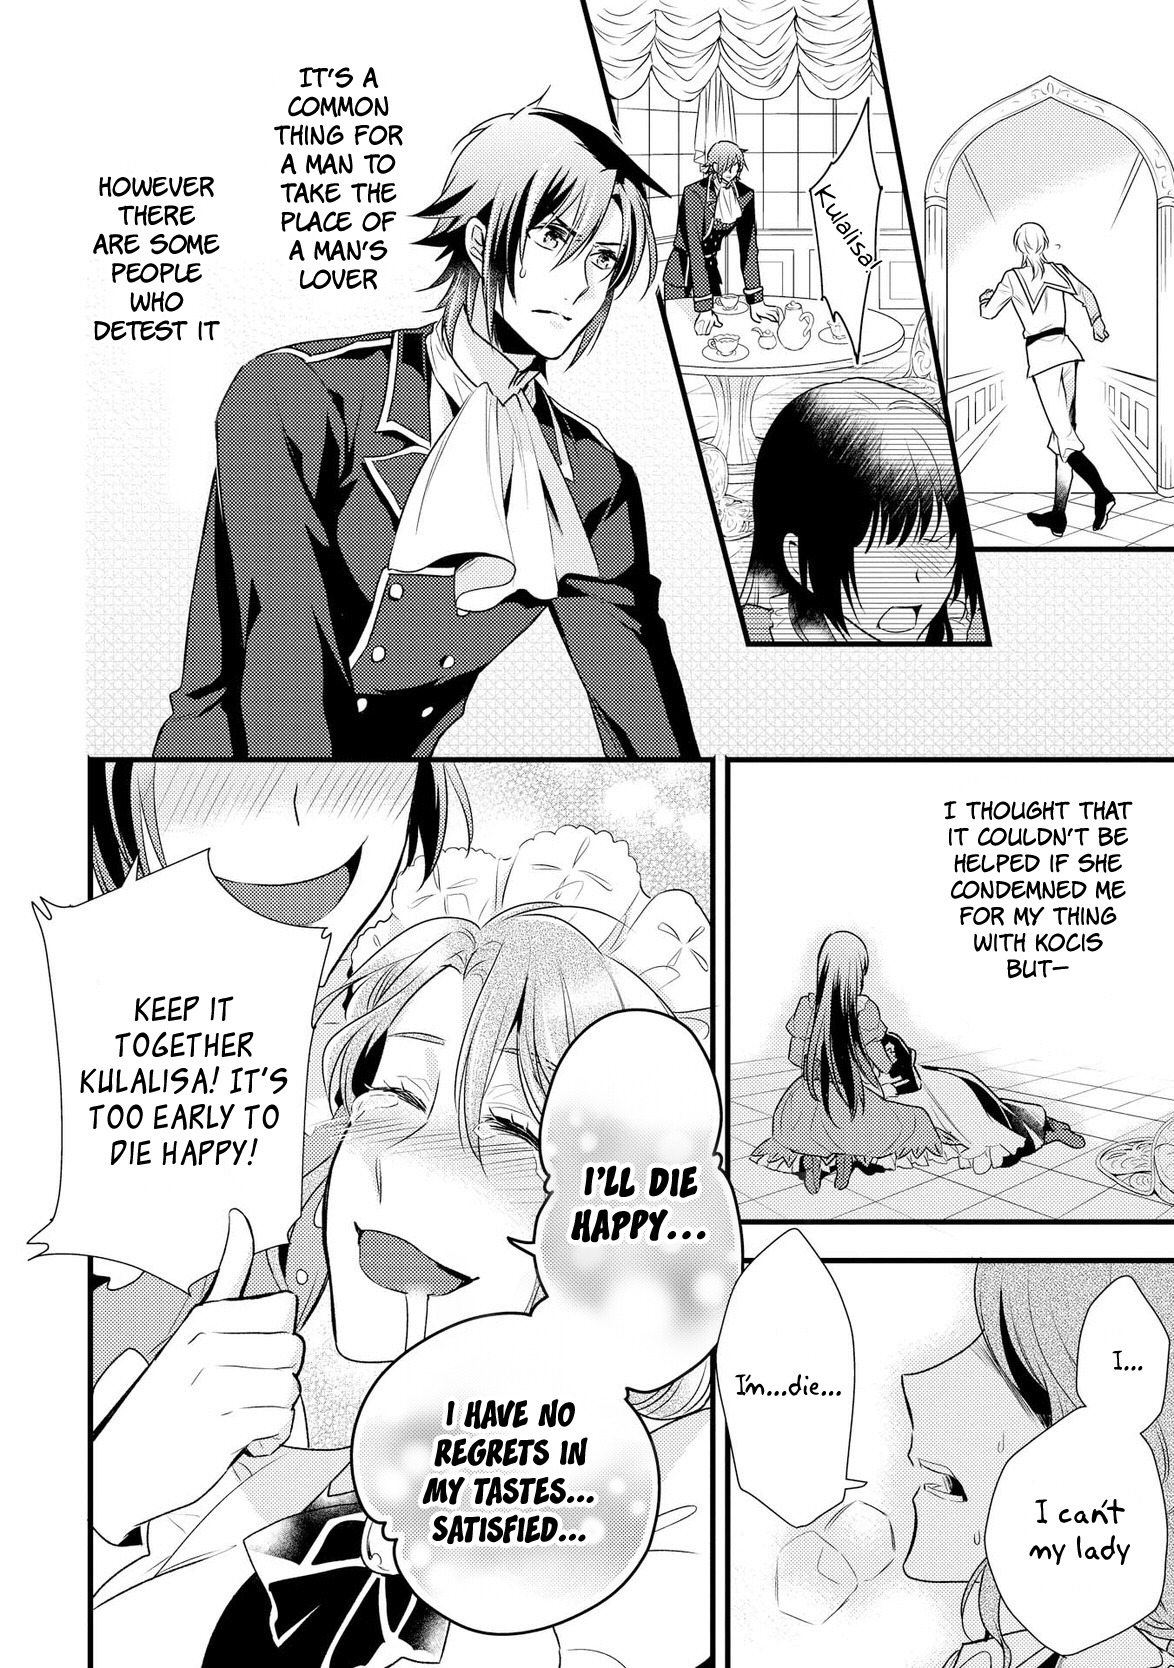 Kulalisa!
IT'S A
COMMON
THING FOR
A MAN TO
TAKE THE
PLACE OF
A MAN'S
LOVER
HOWEVER
THERE
ARE SOME
PEOPLE
WHO
DETEST IT
I THOUGHT THAT
IT COULDN'T BE
HELPED IF SHE
CONDEMNED ME
FOR MY THING
WITH KOCIS
BUT—
I...
I can't
my lady
I'm...die...
I'LL DIE
HAPPY...
I HAVE NO
REGRETS IN
MY TASTES...
SATISFIED...
KEEP IT
TOGETHER
KULALISA! IT'S
TOO EARLY TO
DIE HAPPY!